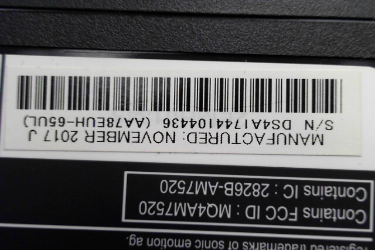 registered trademarks of sonic emotion ag.
Contains FCC ID : MQ4AM7520
Contains IC : 2826B-AM7520
MANUFACTURED: NOVEMBER 2017 J
S/N DS4A1744104436 (AA78EUH-65UL)